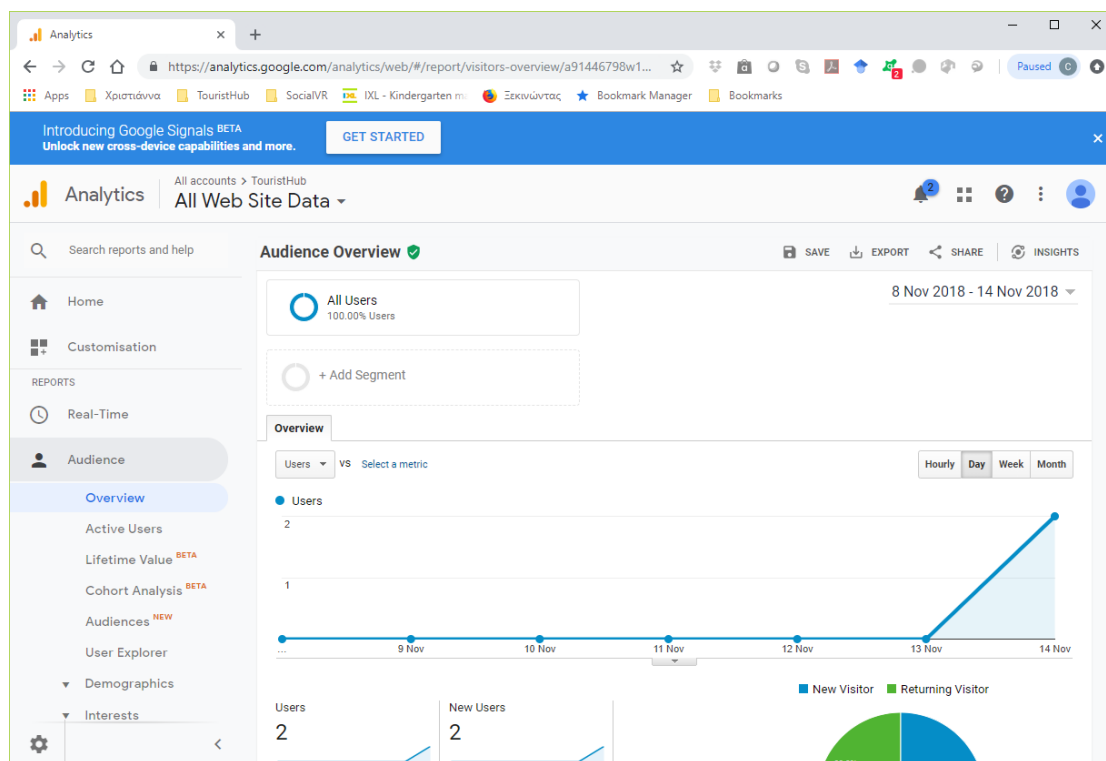 Analytics
https://analytics.google.com/analytics/web/#/report/visitors-overview/a91446798w1...
2
Paused C
Apps Χριστιάννα TouristHub SocialVR IXL - Kindergarten m Ξεκινώντας Bookmark Manager Bookmarks
Introducing Google Signals BETA
Unlock new cross-device capabilities and more.
GET STARTED
Analytics
All accounts > TouristHub
All Web Site Data
2
Search reports and help
Audience Overview
SAVE EXPORT SHARE INSIGHTS
Home
Customisation
REPORTS
Real-Time
Audience
Overview
Active Users
Lifetime Value BETA
Cohort Analysis BETA
Audiences NEW
User Explorer
Demographics
Interests
All Users
100.00% Users
8 Nov 2018 - 14 Nov 2018
+ Add Segment
Overview
Users VS Select a metric
Hourly Day Week Month
Users
2
1
... 9 Nov 10 Nov 11 Nov 12 Nov 13 Nov 14 Nov
New Visitor Returning Visitor
Users
2
New Users
2